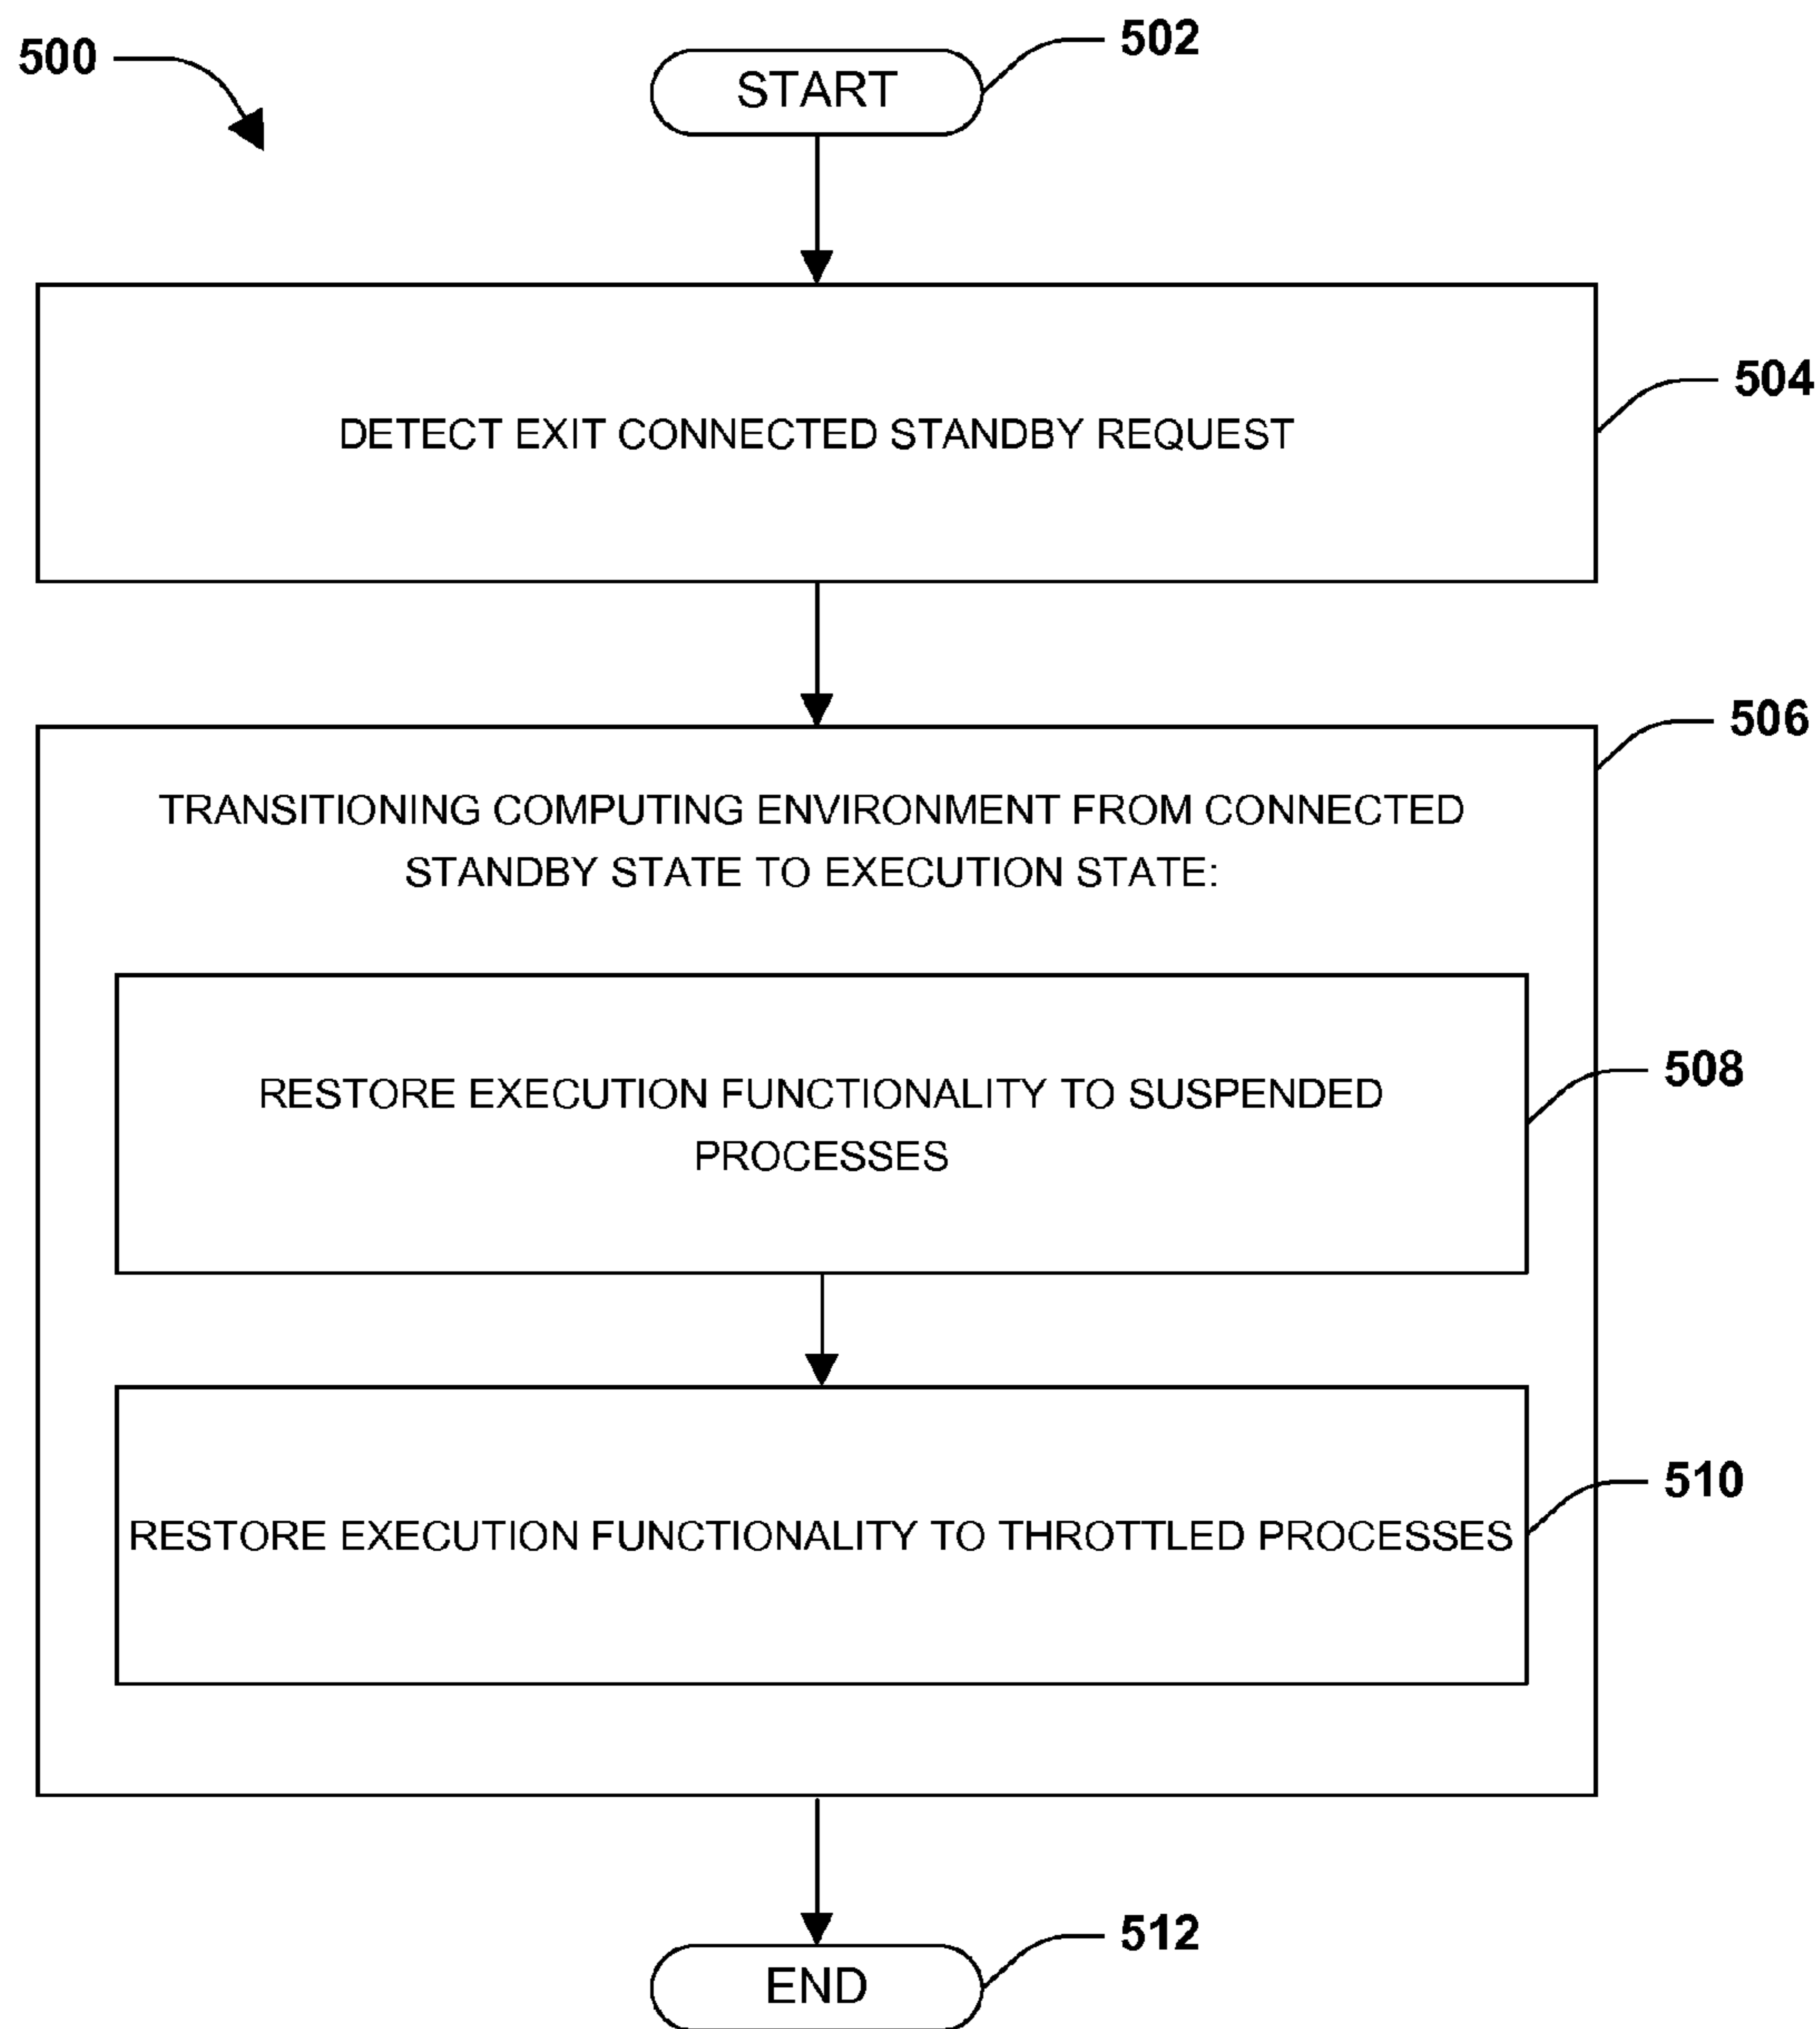 500
START
502
DETECT EXIT CONNECTED STANDBY REQUEST
504
506
TRANSITIONING COMPUTING ENVIRONMENT FROM CONNECTED
STANDBY STATE TO EXECUTION STATE:
RESTORE EXECUTION FUNCTIONALITY TO SUSPENDED
PROCESSES
508
RESTORE EXECUTION FUNCTIONALITY TO THROTTLED PROCESSES
510
END
512